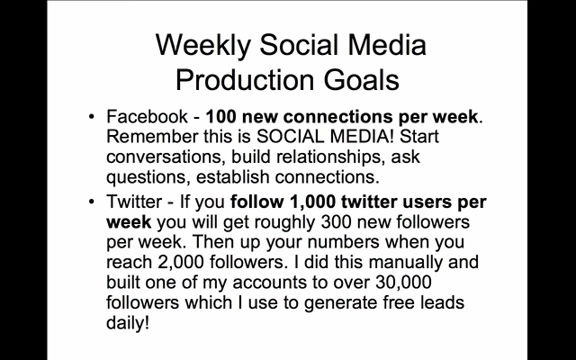 Weekly Social Media
Production Goals
• Facebook - 100 new connections per week.
Remember this is SOCIAL MEDIA! Start
conversations, build relationships, ask
questions, establish connections.
• Twitter - If you follow 1,000 twitter users per
week you will get roughly 300 new followers
per week. Then up your numbers when you
reach 2,000 followers. I did this manually and
built one of my accounts to over 30,000
followers which I use to generate free leads
daily!